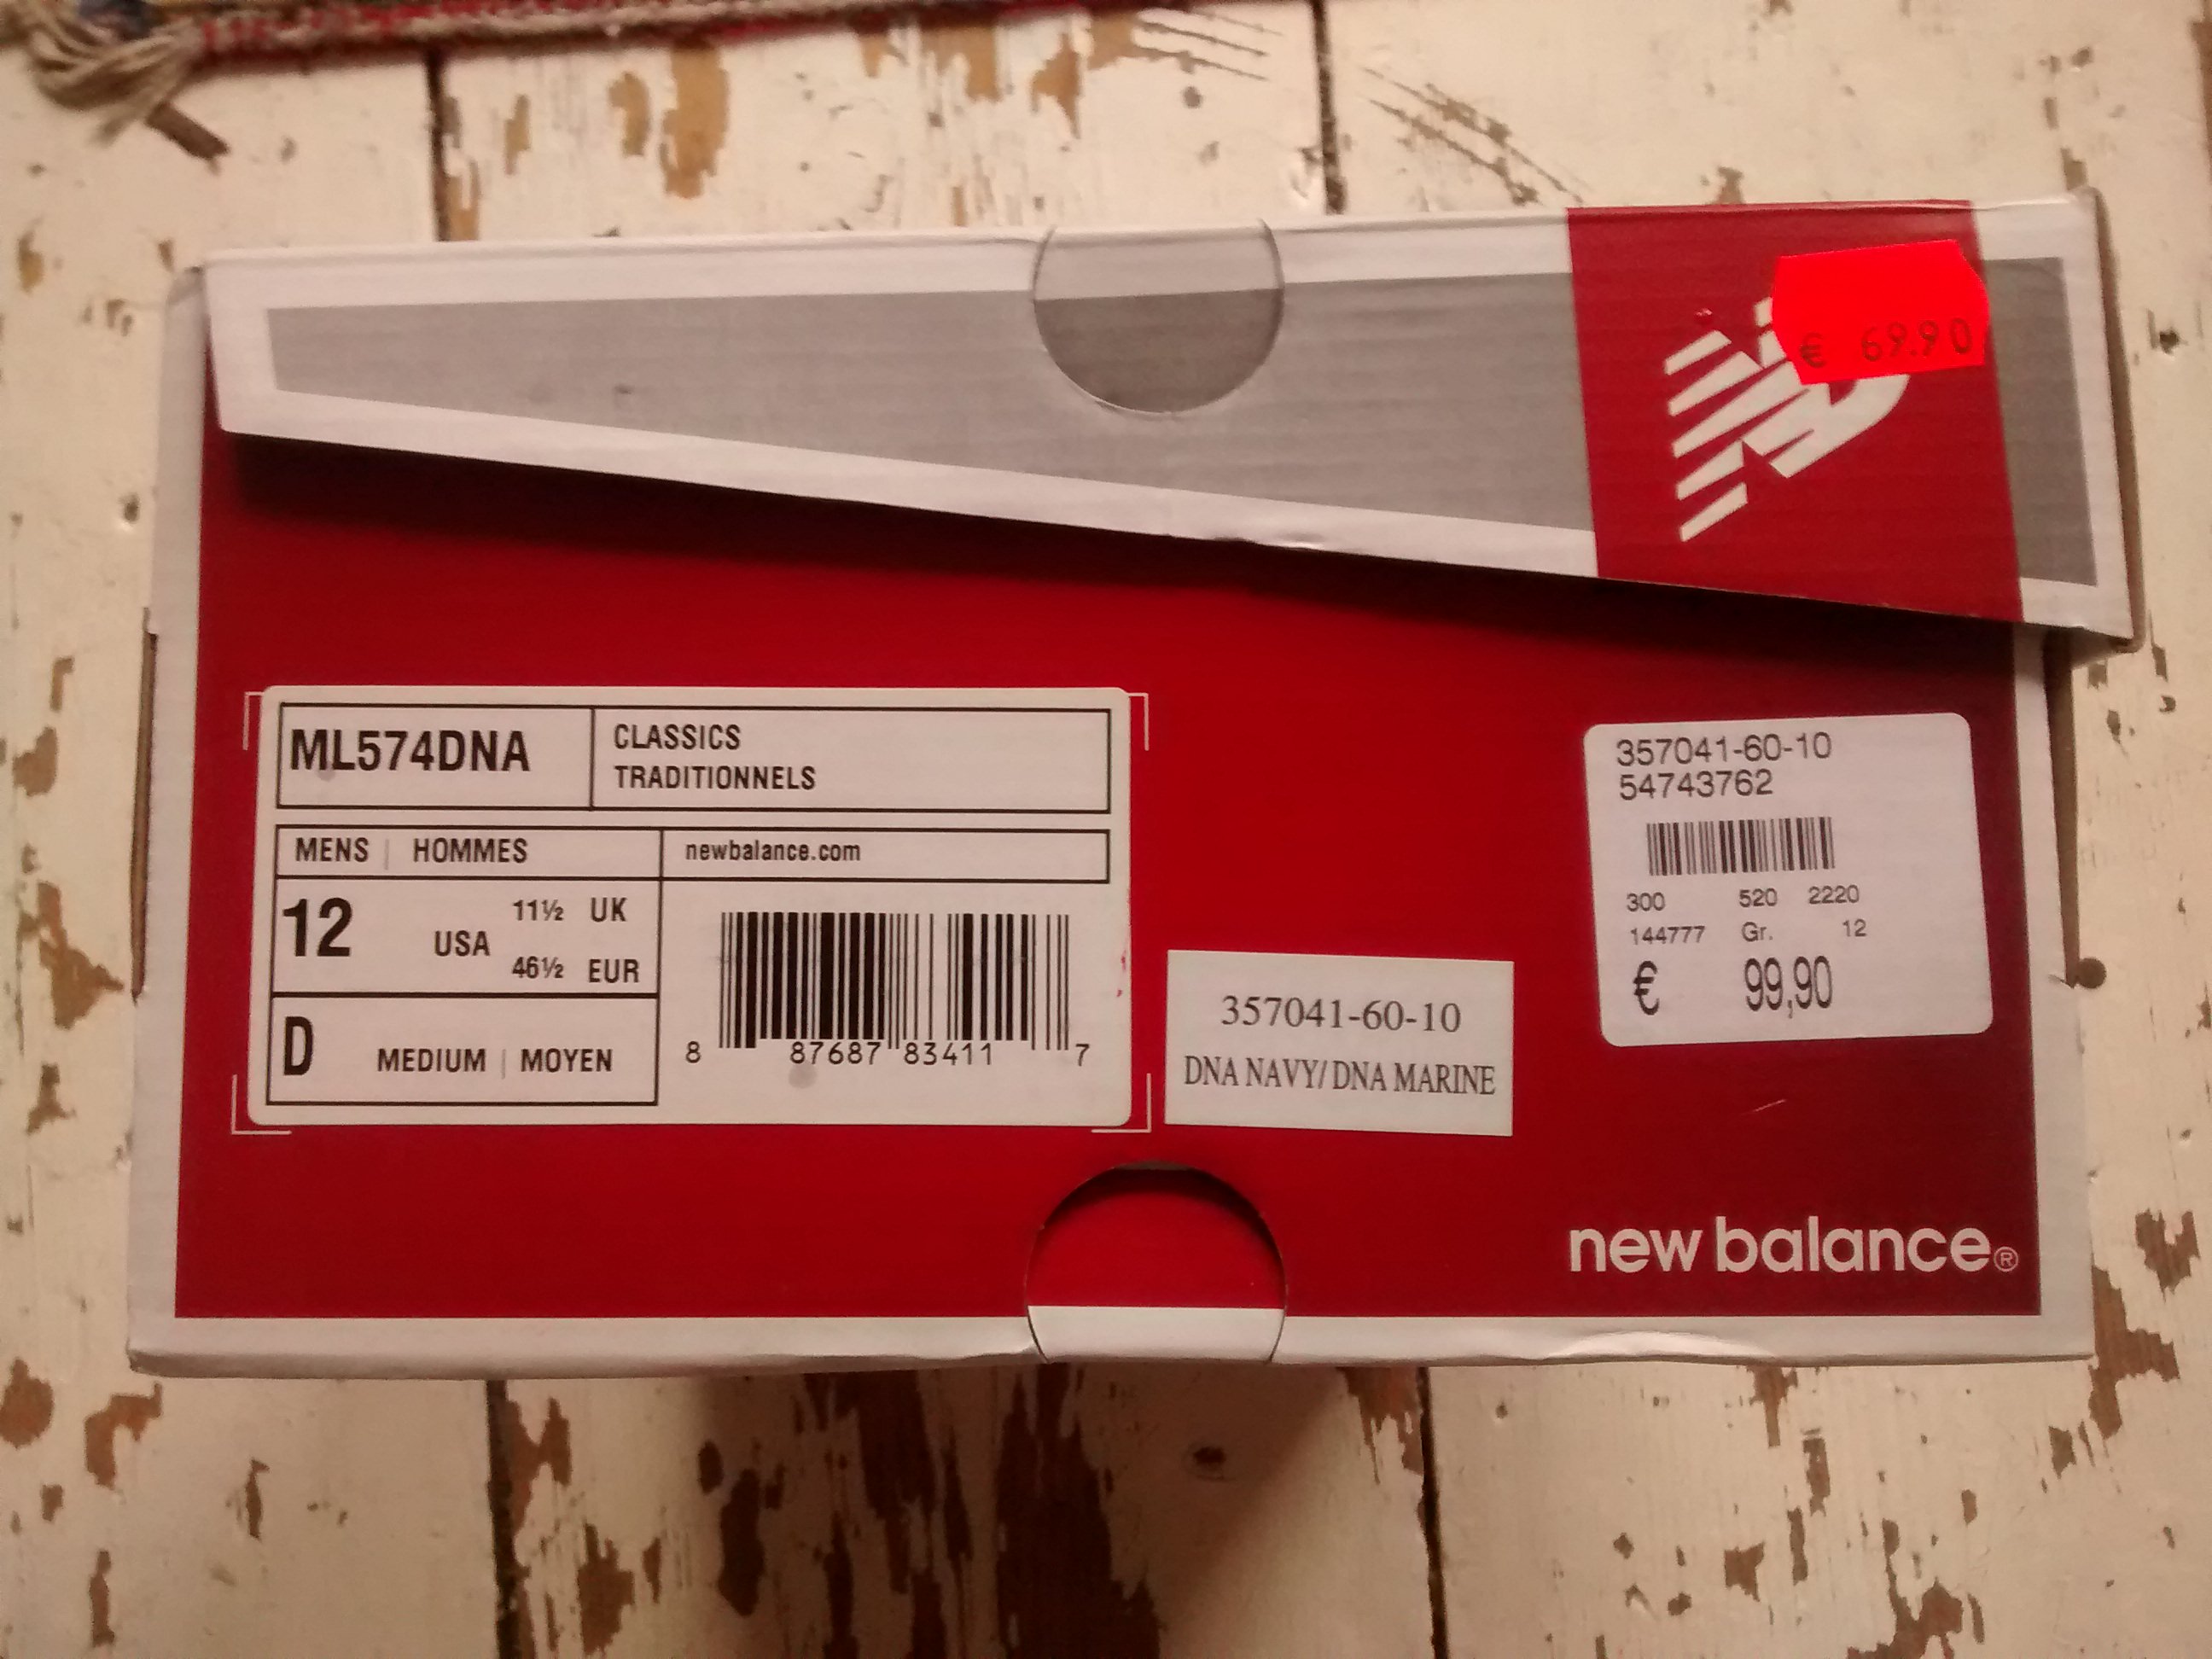 € 69.90
ML574DNA
CLASSICS
TRADITIONNELS
MENS | HOMMES
newbalance.com
12 USA
11½ UK
46½ EUR
D MEDIUM | MOYEN
8 87687 83411 7
357041-60-10
DNA NAVY/DNA MARINE
357041-60-10
54743762
300 520 2220
144777 Gr. 12
€ 99,90
new balance®